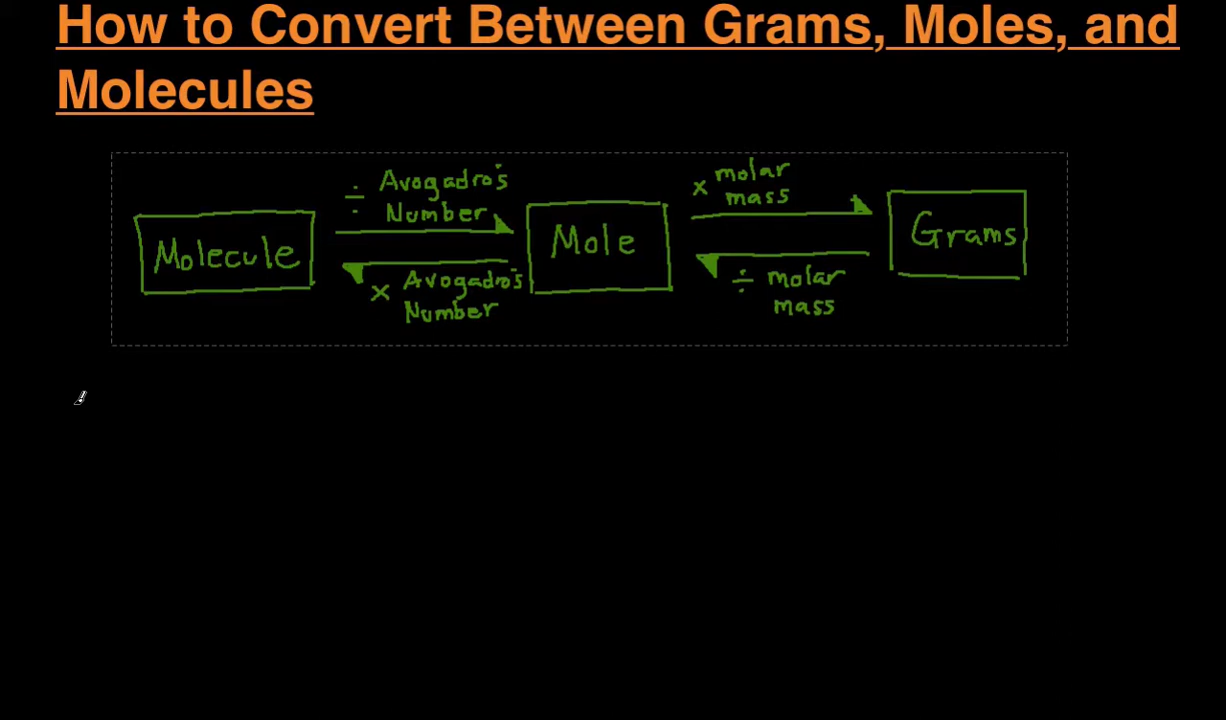 How to Convert Between Grams, Moles, and
Molecules
÷ Avogadro's
Number
x molar
mass
Molecule
Mole
Grams
x Avogadro's
Number
÷ molar
mass